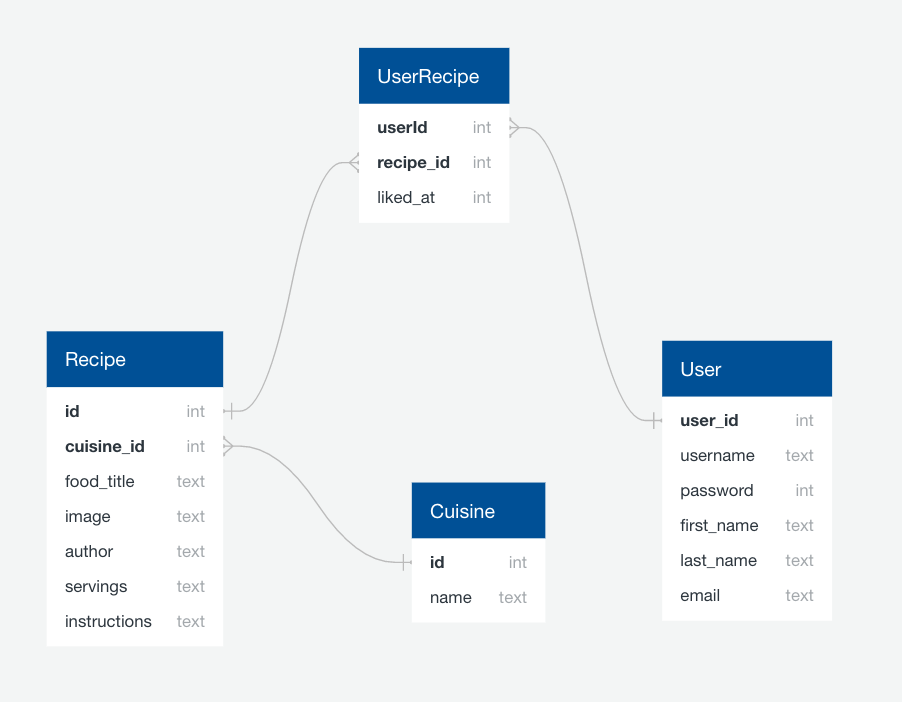 UserRecipe
userId int
recipe_id int
liked_at int
Recipe
id int
cuisine_id int
food_title text
image text
author text
servings text
instructions text
Cuisine
id int
name text
User
user_id int
username text
password int
first_name text
last_name text
email text